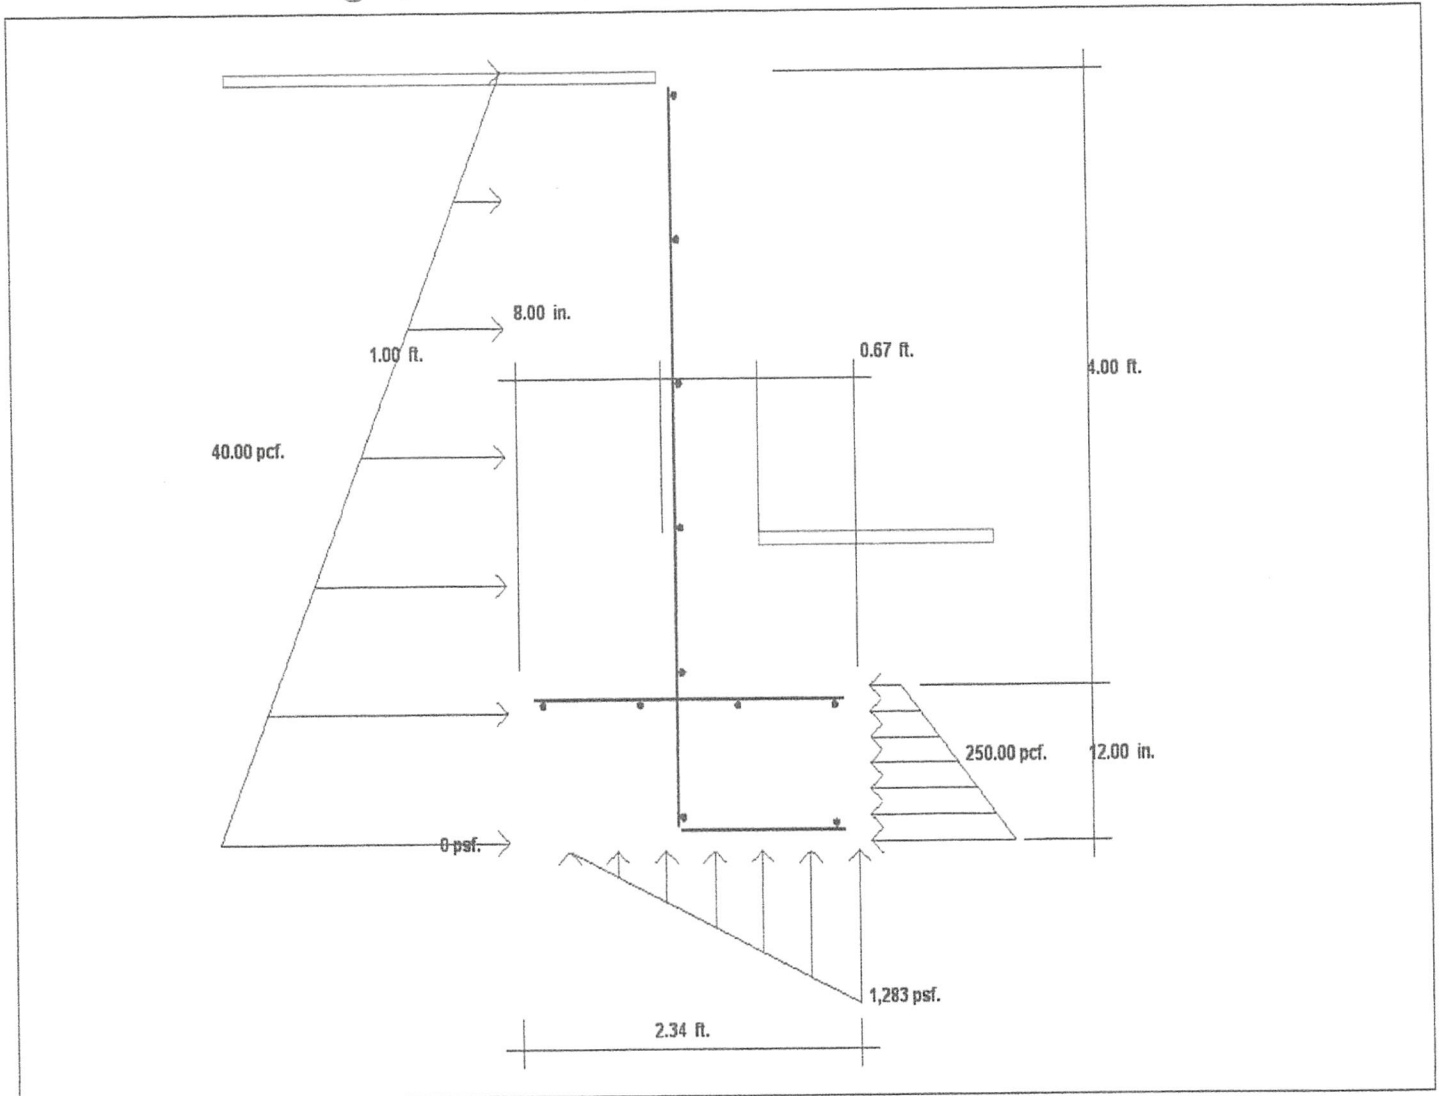 8.00 in.
1.00 ft.
0.67 ft.
4.00 ft.
40.00 pcf.
250.00 pcf.
12.00 in.
0 psf.
1,283 psf.
2.34 ft.